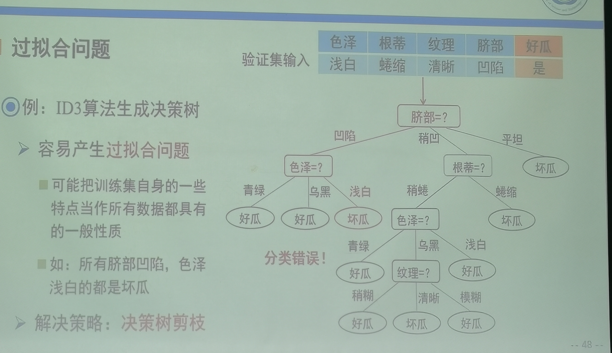 过拟合问题
验证集输入
色泽 根蒂 纹理 脐部 好瓜
浅白 蜷缩 清晰 凹陷 是
例：ID3算法生成决策树
容易产生过拟合问题
可能把训练集自身的一些
特点当作所有数据都具有
的一般性质
如：所有脐部凹陷，色泽
浅白的都是坏瓜
解决策略：决策树剪枝
脐部=?
凹陷 稍凹 平坦
色泽=? 根蒂=? 坏瓜
青绿 乌黑 浅白 稍蜷 蜷缩
好瓜 好瓜 坏瓜 色泽=? 坏瓜
分类错误！
青绿 乌黑 浅白
好瓜 纹理=? 好瓜
稍糊 清晰 模糊
好瓜 坏瓜 好瓜
-- 48 --